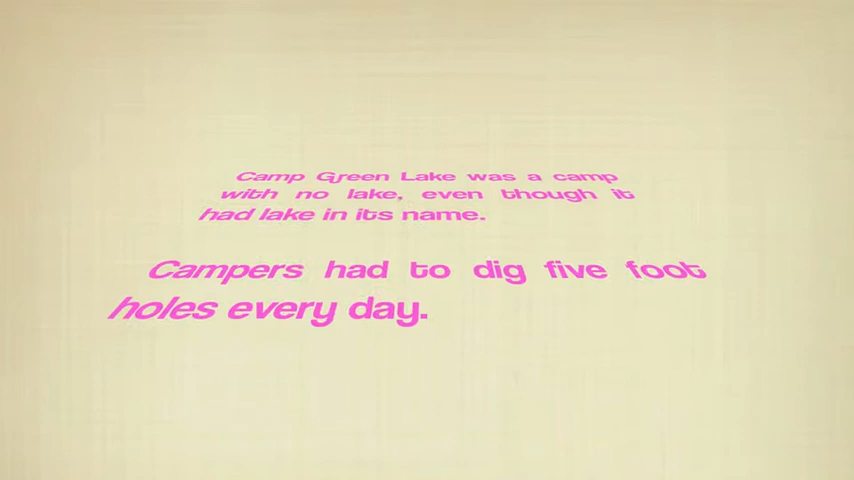 Camp Green Lake was a camp
with no lake, even though it
had lake in its name.
Campers had to dig five foot
holes every day.